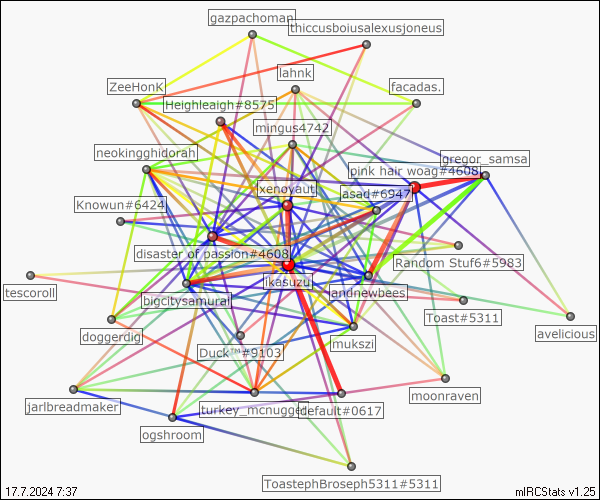 gazpachoman
thiccusboiusalexusjoneus
lahnk
ZeeHonK
facadas.
Heighleaigh#8575
mingus4742
neokingghidorah
gregor_samsa
pink hair woag#4608
xenoyaut
asad#6947
Knowun#6424
disaster of passion#4608
Random Stuf6#5983
ikasuzu
tescoroll
bigcitysamurai
andnewbees
Toast#5311
avelicious
doggerdig
mukszi
Duck™#9103
moonraven
jarlbreadmaker
turkey_mcnugget
default#0617
ogshroom
ToastephBroseph5311#5311
17.7.2024 7:37
mIRCStats v1.25